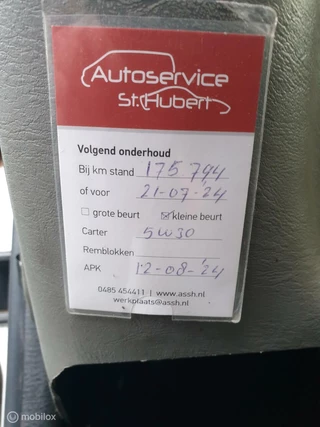 Autoservice
St. Hubert
Volgend onderhoud
Bij km stand 175 744
of voor 21-07-'24
grote beurt kleine beurt
Carter 5W30
Remblokken
APK 12-08-'24
0485 454411 | www.assh.nl
werkplaats@assh.nl
mobilox